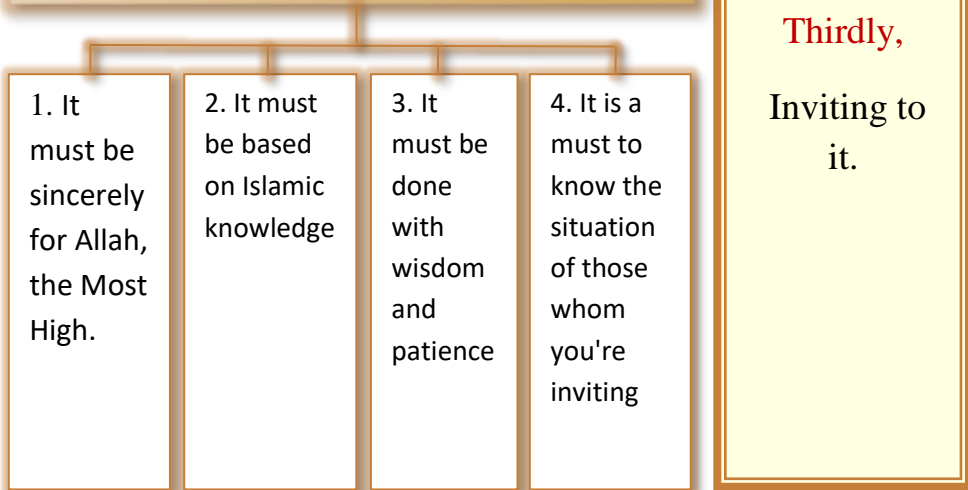 1. It
must be
sincerely
for Allah,
the Most
High.
2. It must
be based
on Islamic
knowledge
3. It
must be
done
with
wisdom
and
patience
4. It is a
must to
know the
situation
of those
whom
you're
inviting
Thirdly,
Inviting to
it.